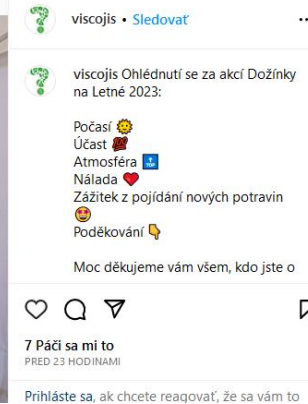 viscojis • Sledovať
viscojis Ohlédnutí se za akcí Dožínky
na Letné 2023:
Počasí 🌞
Účast 💯
Atmosféra 🔝
Nálada ❤️
Zážitek z pojídání nových potravin
😍
Poděkování 👇
Moc děkujeme vám všem, kdo jste o
7 Páči sa mi to
PRED 23 HODINAMI
Prihláste sa, ak chcete reagovať, že sa vám to